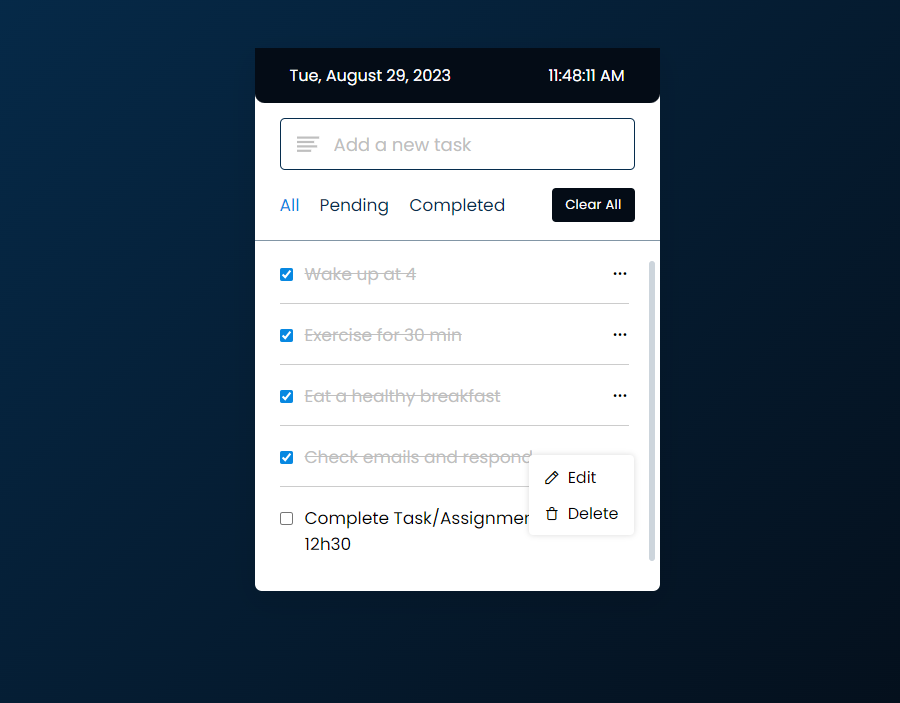 Tue, August 29, 2023 11:48:11 AM
Add a new task
All Pending Completed Clear All
Wake up at 4
Exercise for 30 min
Eat a healthy breakfast
Check emails and respond
Edit
Complete Task/Assignmen
Delete
12h30